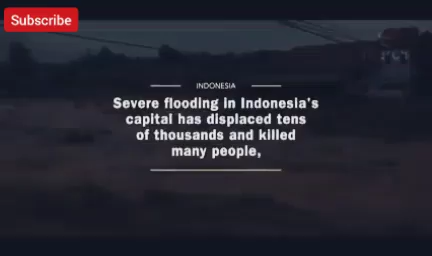 Subscribe
INDONESIA
Severe flooding in Indonesia's
capital has displaced tens
of thousands and killed
many people,